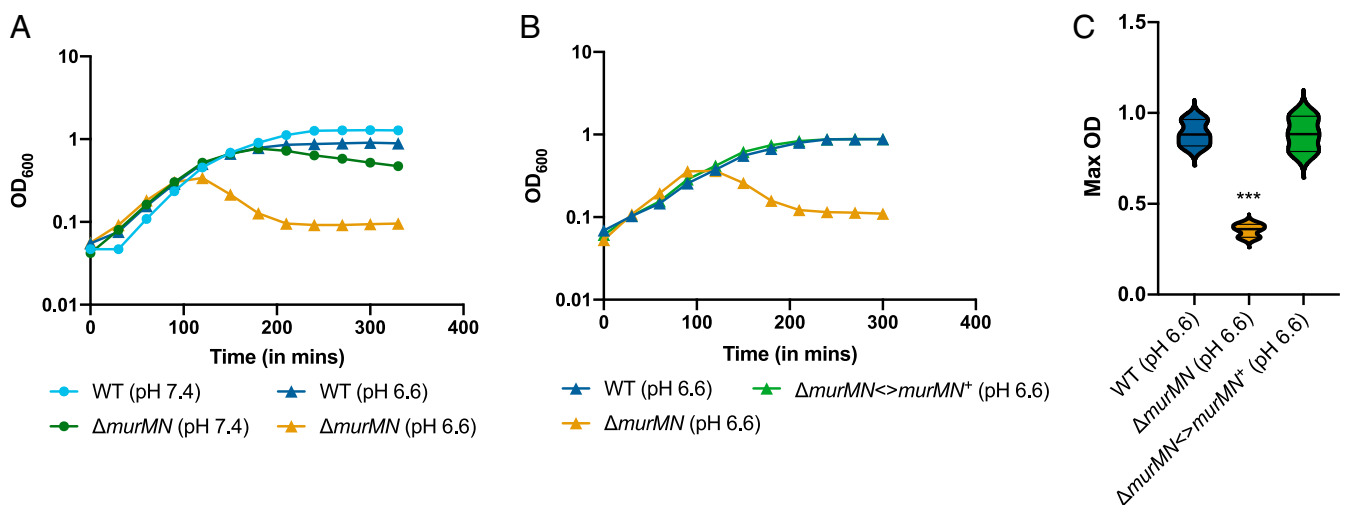 A
OD600
10
1
0.1
0.01
0
100
200
300
400
Time (in mins)
WT (pH 7.4)
WT (pH 6.6)
ΔmurMN (pH 7.4)
ΔmurMN (pH 6.6)
B
OD600
10
1
0.1
0.01
0
100
200
300
400
Time (in mins)
WT (pH 6.6)
ΔmurMN<>murMN⁺ (pH 6.6)
ΔmurMN (pH 6.6)
C
Max OD
1.5
1.0
0.5
0.0
***
WT (pH 6.6)
ΔmurMN (pH 6.6)
ΔmurMN<>murMN⁺ (pH 6.6)